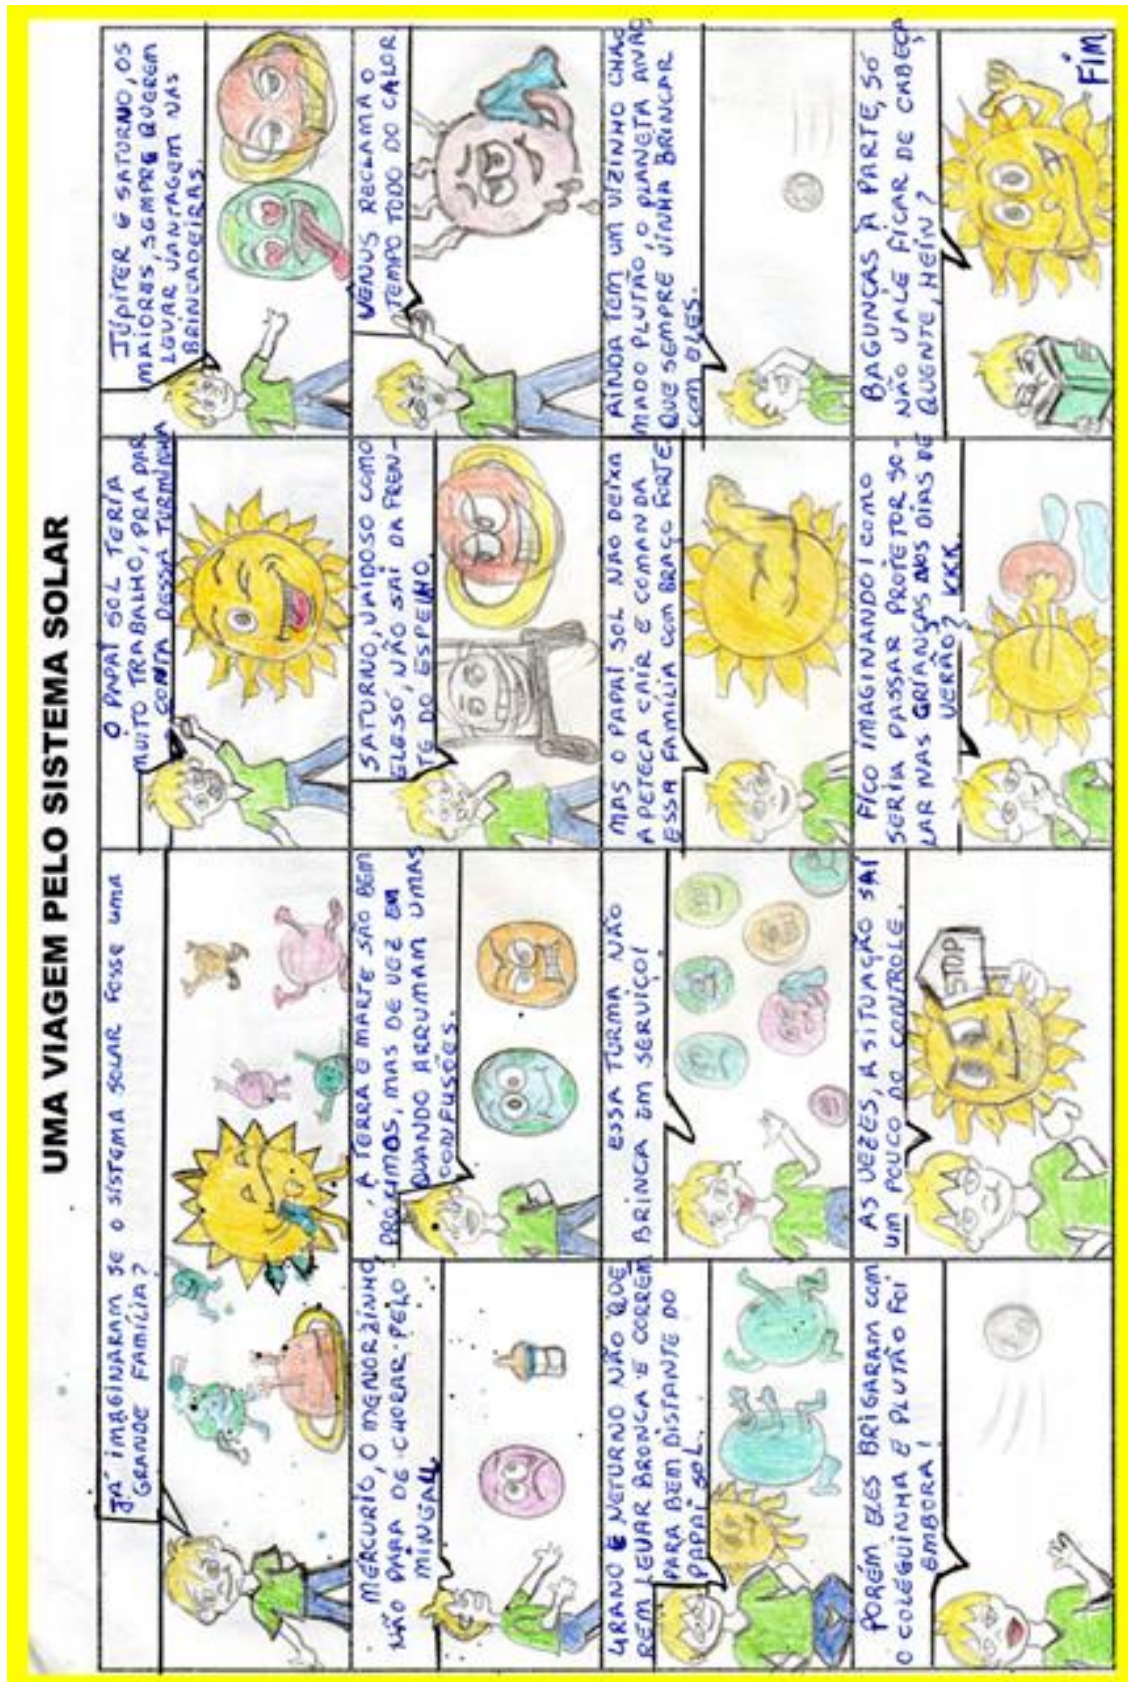 UMA VIAGEM PELO SISTEMA SOLAR
JÁ IMAGINARAM SE O SISTEMA SOLAR FOSSE UMA
GRANDE FAMÍLIA?
O PAPAI SOL TERIA
MUITO TRABALHO, PRA DAR
CONTA DESSA TURMINHA
JÚPITER E SATURNO, OS
MAIORES, SEMPRE QUEREM
LEVAR VANTAGEM NAS
BRINCADEIRAS.
MERCURIO, O MENORZINHO,
NÃO PARA DE CHORAR PELO
MINGAU.
A TERRA E MARTE SÃO BEM
PROXIMOS, MAS DE VEZ EM
QUANDO ARRUMAM UMAS
CONFUSÕES.
SATURNO, VAIDOSO COMO
ELE SÓ, NÃO SAI DA FREN-
TE DO ESPELHO.
VENUS RECLAMA O
TEMPO TODO DO CALOR
URANO E NETURNO NÃO QUE
REM LEVAR BRONCA E CORREM
PARA BEM DISTANTE DO
PAPAI SOL.
ESSA TURMA NÃO
BRINCA EM SERVIÇO!
MAS O PAPAI SOL NÃO DEIXA
A PETECA CAIR E COMANDA
ESSA FAMÍLIA COM BRAÇO FORTE
AINDA TEM UM VIZINHO CHA
MADO PLUTÃO, O PLANETA ANÃO
QUE SEMPRE VINHA BRINCAR
COM ELES.
PORÉM ELES BRIGARAM COM
O COLEGUINHA E PLUTÃO FOI
EMBORA!
AS VEZES, A SITUAÇÃO SAI
UM POUCO DO CONTROLE.
STOP
FICO IMAGINANDO! COMO
SERIA PASSAR PROTETOR SO-
LAR NAS CRIANÇAS NOS DIAS DE
VERÃO? KKK.
BAGUNÇAS À PARTE, SÓ
NÃO VALE FICAR DE CABEÇA
QUENTE, HEIN?
FIM